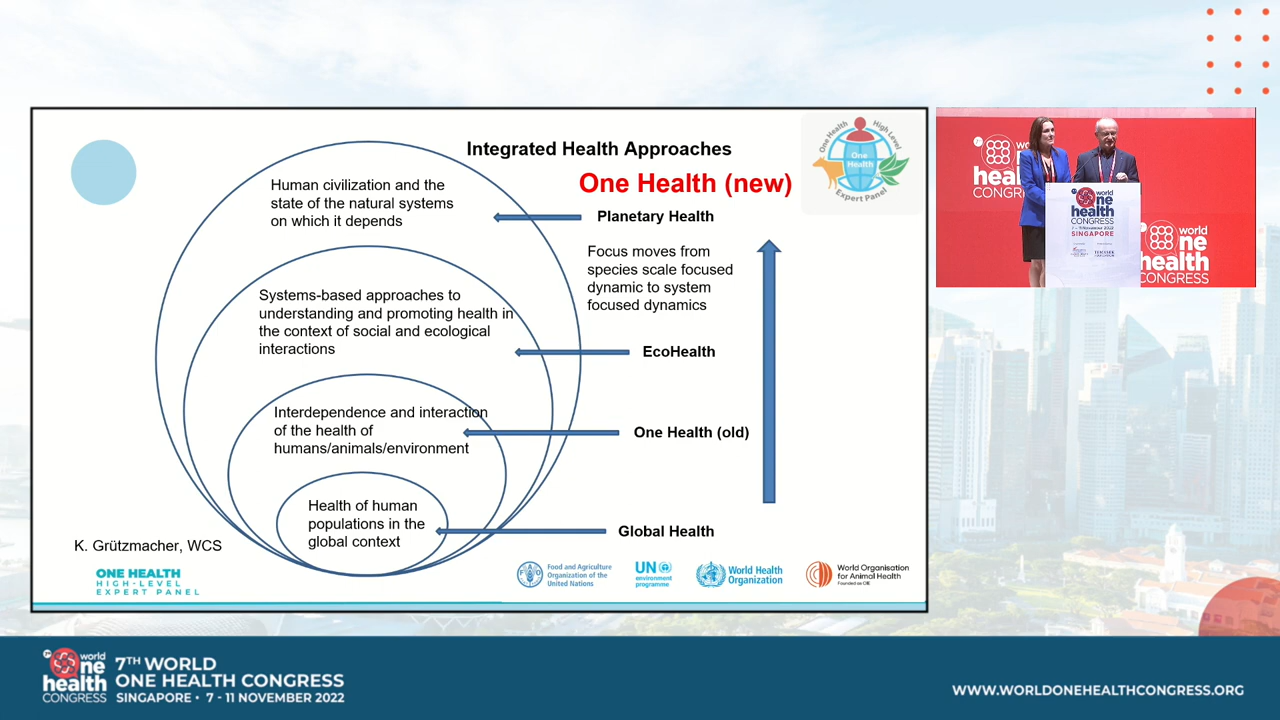 Integrated Health Approaches
One Health (new)
One Health
High Level
One
Health
Expert Panel
Human civilization and the
state of the natural systems
on which it depends
Planetary Health
Focus moves from
species scale focused
dynamic to system
focused dynamics
Systems-based approaches to
understanding and promoting health in
the context of social and ecological
interactions
EcoHealth
Interdependence and interaction
of the health of
humans/animals/environment
One Health (old)
Health of human
populations in the
global context
Global Health
K. Grützmacher, WCS
ONE HEALTH
HIGH-LEVEL
EXPERT PANEL
FAO
Food and Agriculture
Organization of the
United Nations
UN
environment
programme
World Health
Organization
World Organisation
for Animal Health
Founded as OIE
heal
CONGR
world
one
health
CONGRESS
SINGAPORE
world
ne
health
CONGRESS
7th
world
ne
health
CONGRESS
7TH WORLD
ONE HEALTH CONGRESS
SINGAPORE • 7 - 11 NOVEMBER 2022
WWW.WORLDONEHEALTHCONGRESS.ORG